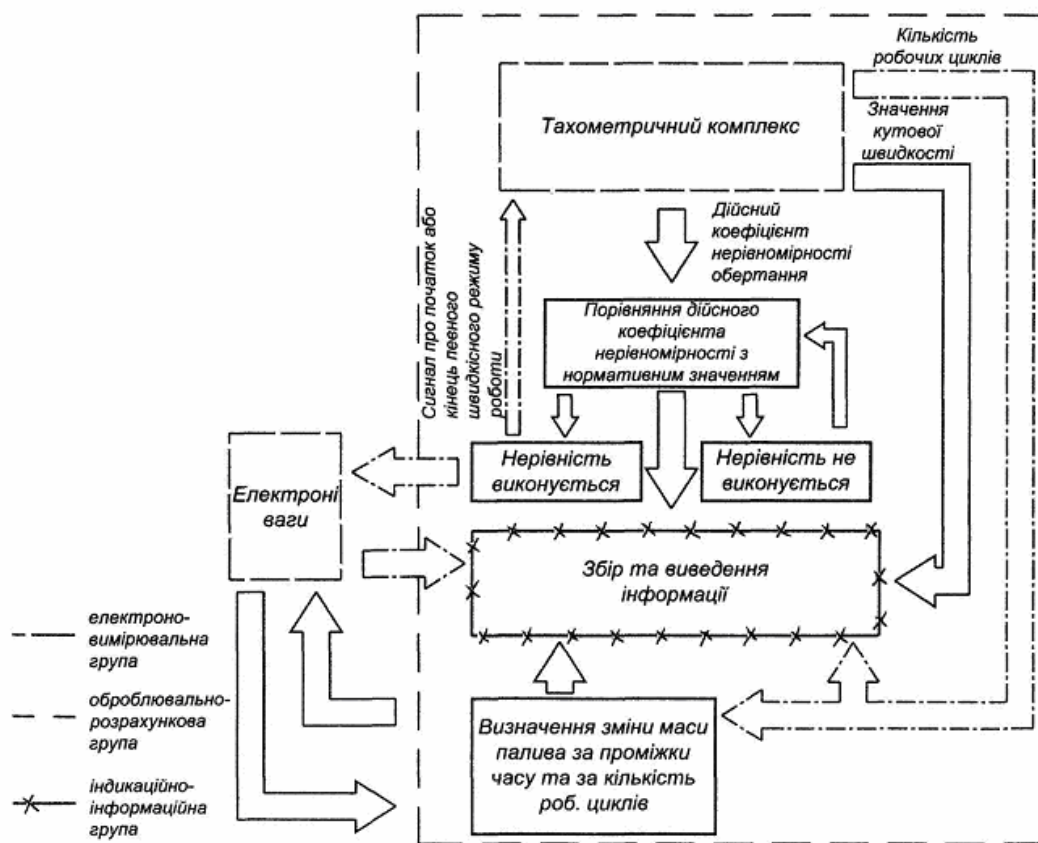 Кількість
робочих циклів
Тахометричний комплекс
Значення
кутової
швидкості
Дійсний
коефіцієнт
нерівномірності
обертання
Сигнал про початок або
кінець певного
швидкісного режиму
роботи
Порівняння дійсного
коефіцієнта
нерівномірності з
нормативним значенням
Нерівність
виконується
Нерівність не
виконується
Електроні
ваги
Збір та виведення
інформації
електроно-
вимірювальна
група
оброблювально-
розрахункова
група
індикаційно-
інформаційна
група
Визначення зміни маси
палива за проміжки
часу та за кількість
роб. циклів